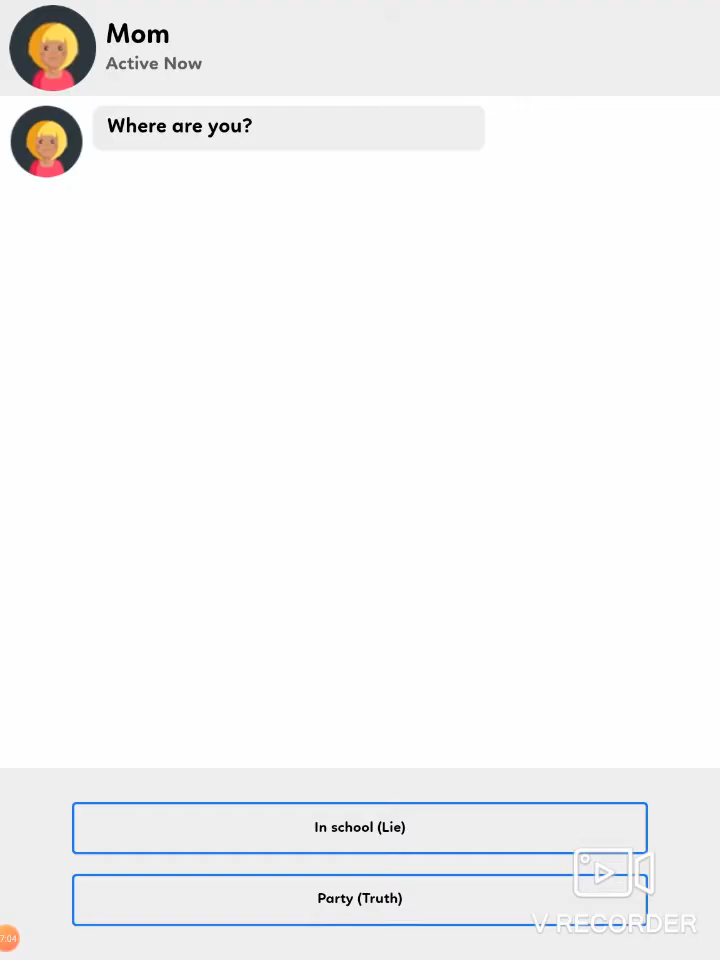 Mom
Active Now
Where are you?
In school (Lie)
Party (Truth)
V RECORDER
7:04